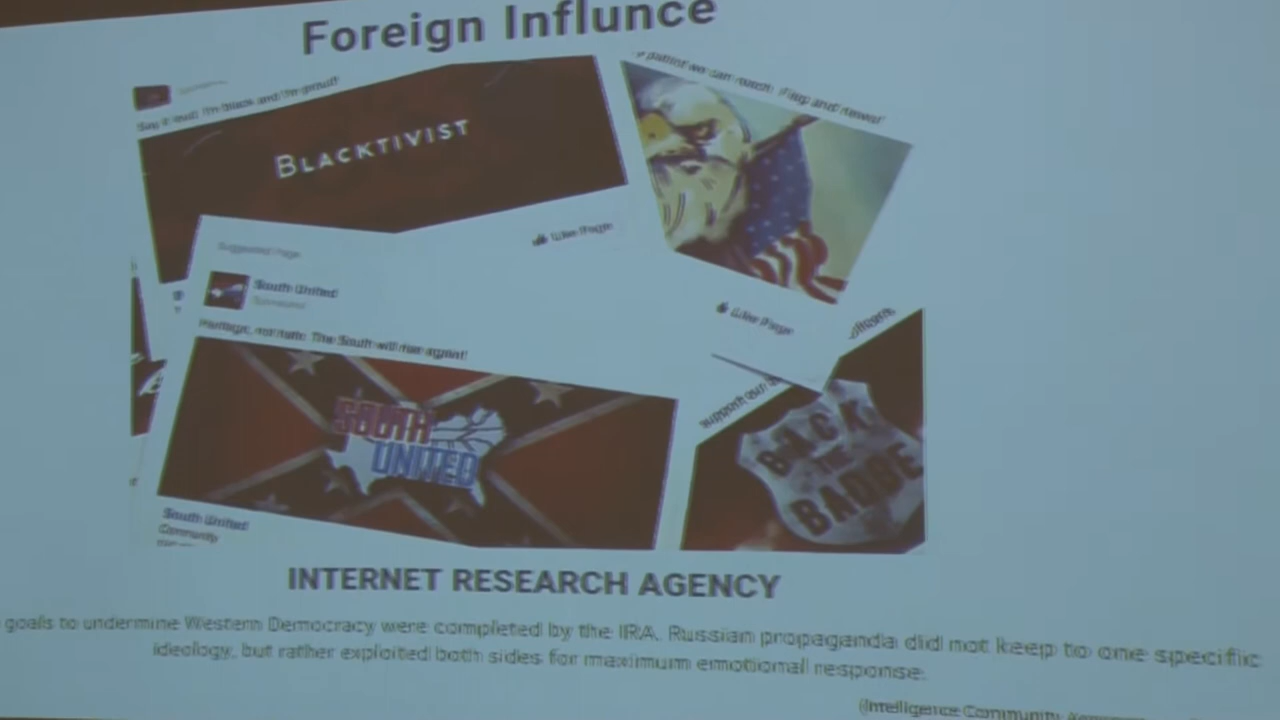 Foreign Influnce
Say it loud! I'm black and I'm proud!
BLACKTIVIST
Like Page
Like Page
Suggested Page
South United
Sponsored
Heritage, not hate. The South will rise again!
SOUTH
UNITED
South United
Community
BACK
THE
BADGE
INTERNET RESEARCH AGENCY
goals to undermine Western Democracy were completed by the IRA. Russian propaganda did not keep to one specific
ideology, but rather exploited both sides for maximum emotional response.
(Intelligence Community